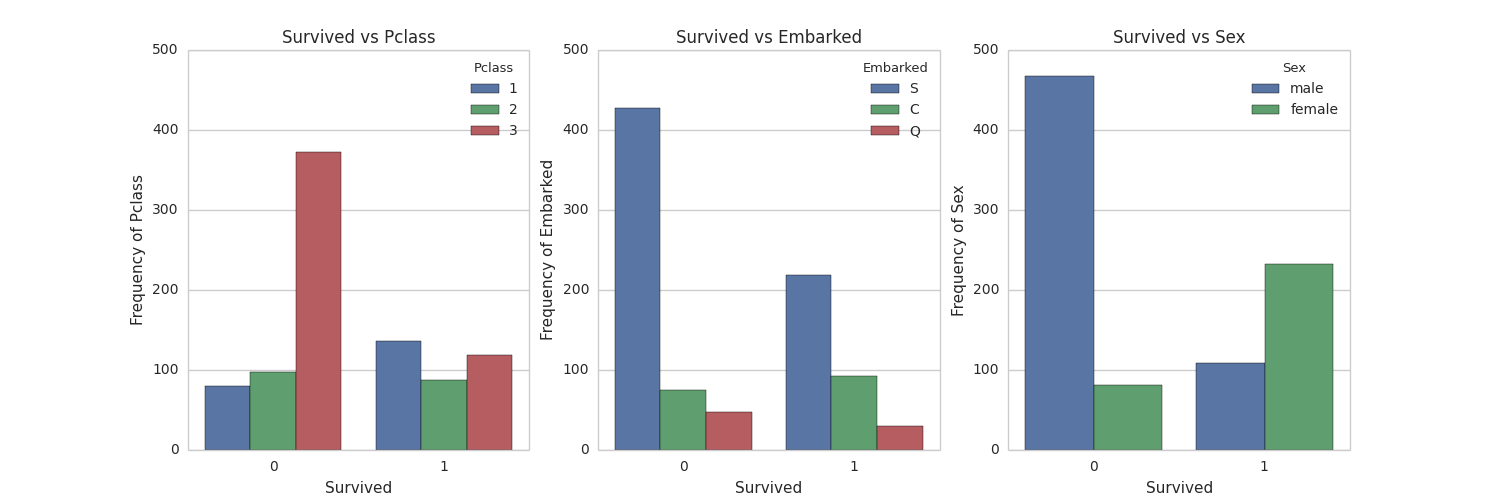 Survived vs Pclass
500
400
300
200
100
0
Frequency of Pclass
Pclass
1
2
3
0 1
Survived
Survived vs Embarked
500
400
300
200
100
0
Frequency of Embarked
Embarked
S
C
Q
0 1
Survived
Survived vs Sex
500
400
300
200
100
0
Frequency of Sex
Sex
male
female
0 1
Survived